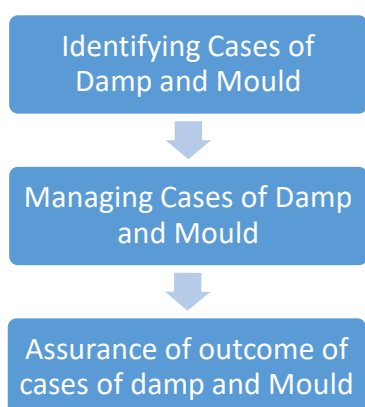 Identifying Cases of
Damp and Mould
Managing Cases of Damp
and Mould
Assurance of outcome of
cases of damp and Mould